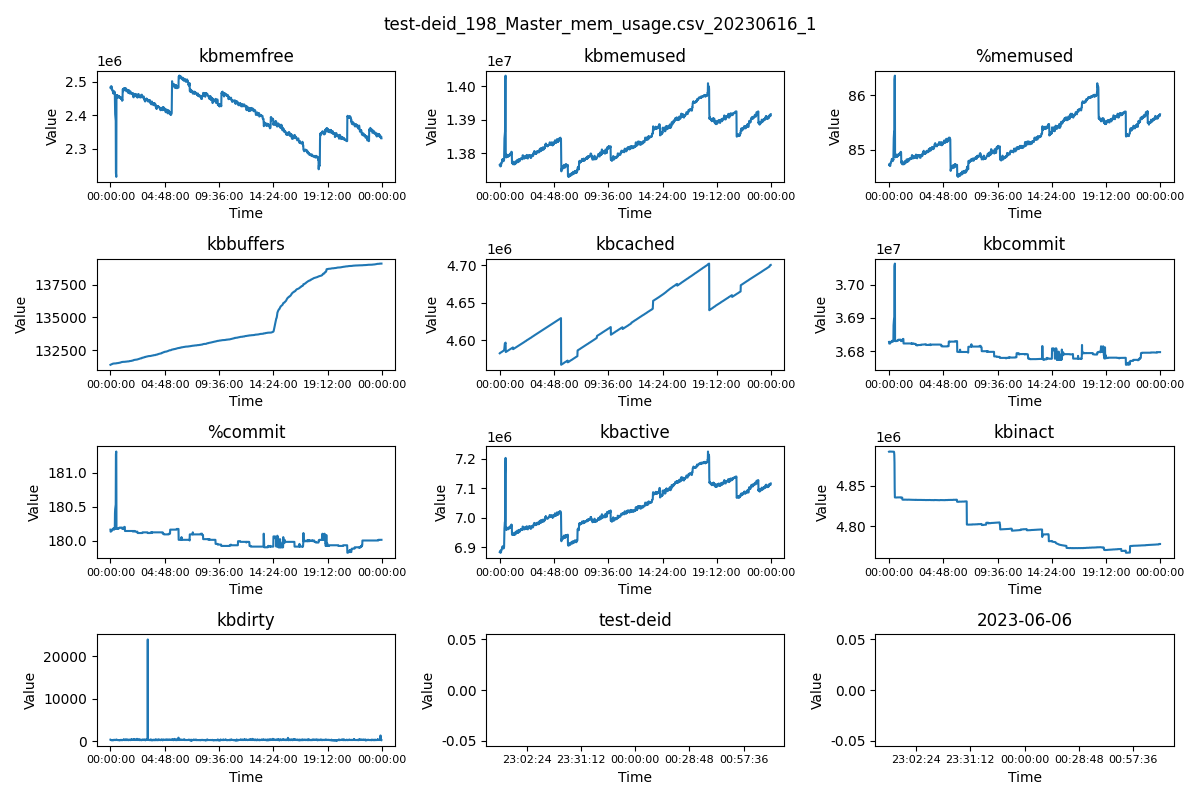 test-deid_198_Master_mem_usage.csv_20230616_1
kbmemfree
1e6
Value
2.5
2.4
2.3
00:00:00 04:48:00 09:36:00 14:24:00 19:12:00 00:00:00
Time
kbmemused
1e7
Value
1.40
1.39
1.38
00:00:00 04:48:00 09:36:00 14:24:00 19:12:00 00:00:00
Time
%memused
Value
86
85
00:00:00 04:48:00 09:36:00 14:24:00 19:12:00 00:00:00
Time
kbbuffers
Value
137500
135000
132500
00:00:00 04:48:00 09:36:00 14:24:00 19:12:00 00:00:00
Time
kbcached
1e6
Value
4.70
4.65
4.60
00:00:00 04:48:00 09:36:00 14:24:00 19:12:00 00:00:00
Time
kbcommit
1e7
Value
3.70
3.69
3.68
00:00:00 04:48:00 09:36:00 14:24:00 19:12:00 00:00:00
Time
%commit
Value
181.0
180.5
180.0
00:00:00 04:48:00 09:36:00 14:24:00 19:12:00 00:00:00
Time
kbactive
1e6
Value
7.2
7.1
7.0
6.9
00:00:00 04:48:00 09:36:00 14:24:00 19:12:00 00:00:00
Time
kbinact
1e6
Value
4.85
4.80
00:00:00 04:48:00 09:36:00 14:24:00 19:12:00 00:00:00
Time
kbdirty
Value
20000
10000
0
00:00:00 04:48:00 09:36:00 14:24:00 19:12:00 00:00:00
Time
test-deid
Value
0.05
0.00
-0.05
23:02:24 23:31:12 00:00:00 00:28:48 00:57:36
Time
2023-06-06
Value
0.05
0.00
-0.05
23:02:24 23:31:12 00:00:00 00:28:48 00:57:36
Time